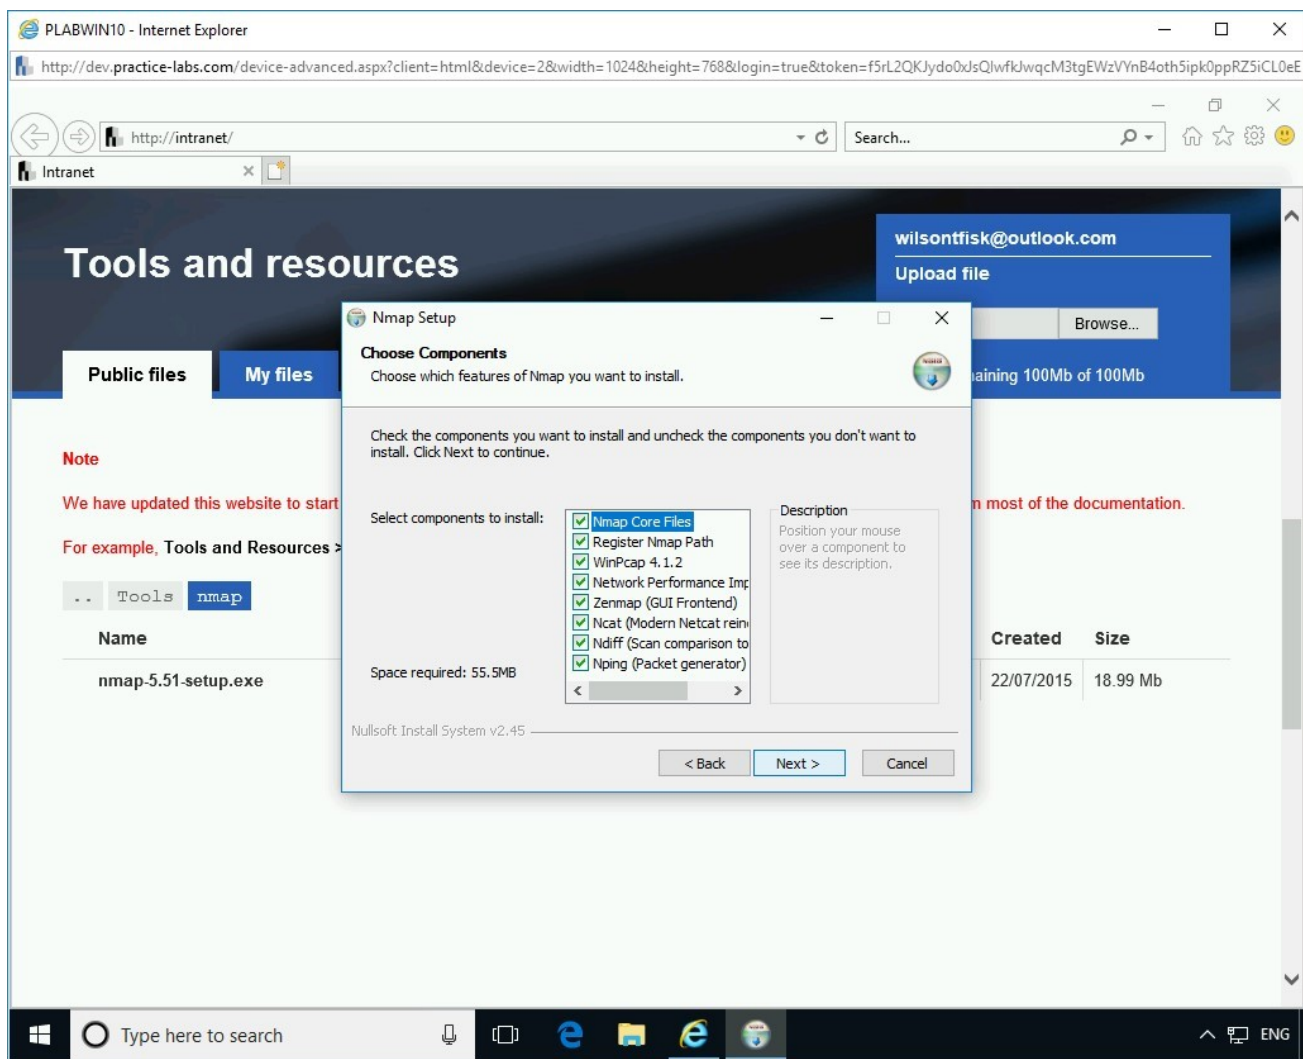 PLABWIN10 - Internet Explorer
http://dev.practice-labs.com/device-advanced.aspx?client=html&device=2&width=1024&height=768&login=true&token=f5rL2QKJydo0xJsQlwfkJwqcM3tgEWzVYnB4oth5ipk0ppRZ5iCL0eE
http://intranet/
Search...
Intranet
Tools and resources
wilsontfisk@outlook.com
Upload file
Browse...
aining 100Mb of 100Mb
Public files
My files
Nmap Setup
Choose Components
Choose which features of Nmap you want to install.
Check the components you want to install and uncheck the components you don't want to
install. Click Next to continue.
Select components to install:
Nmap Core Files
Register Nmap Path
WinPcap 4.1.2
Network Performance Imp
Zenmap (GUI Frontend)
Ncat (Modern Netcat rein
Ndiff (Scan comparison to
Nping (Packet generator)
Description
Position your mouse
over a component to
see its description.
Space required: 55.5MB
Nullsoft Install System v2.45
< Back
Next >
Cancel
Note
We have updated this website to start
m most of the documentation.
For example, Tools and Resources >
.. Tools nmap
Name
Created
Size
nmap-5.51-setup.exe
22/07/2015
18.99 Mb
Type here to search
ENG